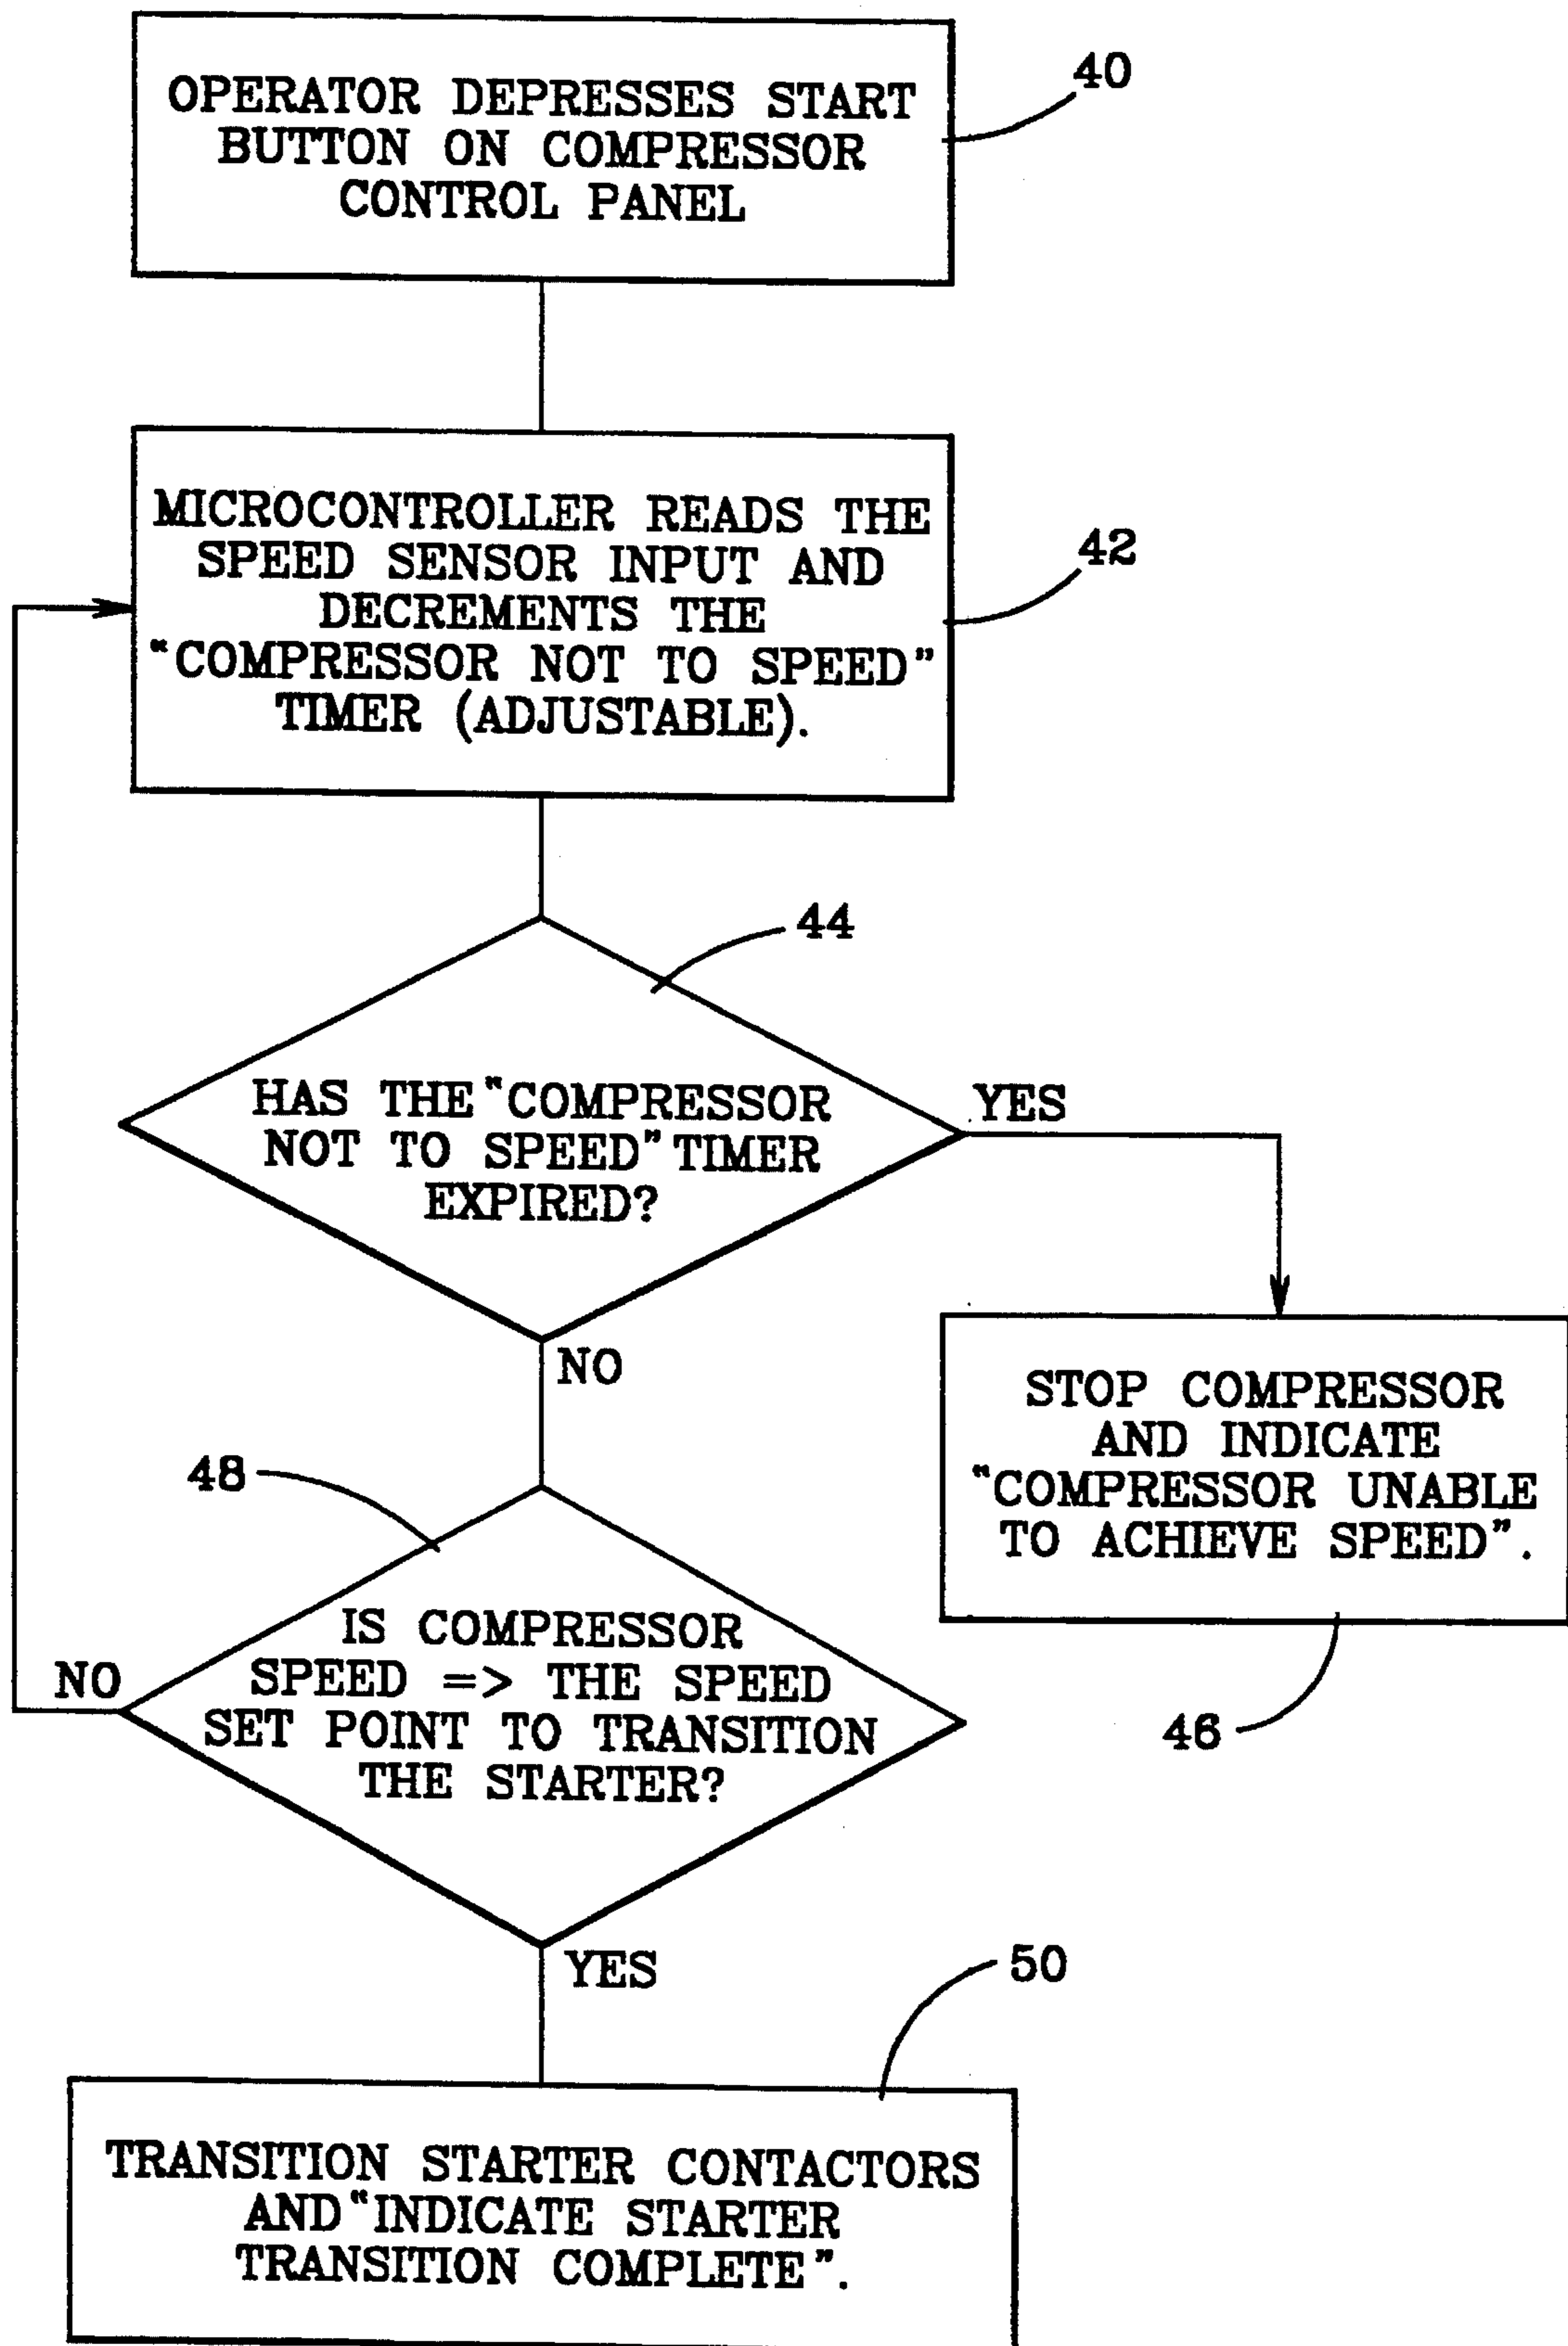 OPERATOR DEPRESSES START
BUTTON ON COMPRESSOR
CONTROL PANEL
40
MICROCONTROLLER READS THE
SPEED SENSOR INPUT AND
DECREMENTS THE
"COMPRESSOR NOT TO SPEED"
TIMER (ADJUSTABLE).
42
44
HAS THE "COMPRESSOR
NOT TO SPEED" TIMER
EXPIRED?
YES
NO
STOP COMPRESSOR
AND INDICATE
"COMPRESSOR UNABLE
TO ACHIEVE SPEED".
46
48
IS COMPRESSOR
SPEED => THE SPEED
SET POINT TO TRANSITION
THE STARTER?
NO
YES
50
TRANSITION STARTER CONTACTORS
AND "INDICATE STARTER
TRANSITION COMPLETE".